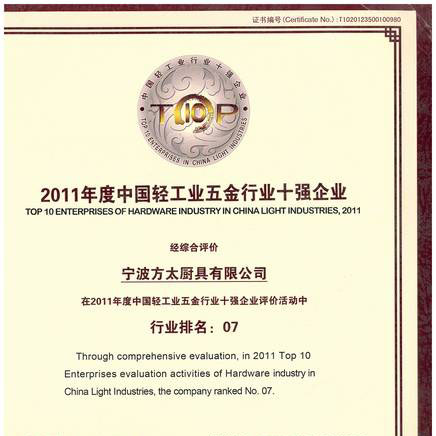 证书编号(Certificate No.) : T1020123500100980
中国轻工业行业十强企业
TOP
10
TOP 10 ENTERPRISES IN CHINA LIGHT INDUSTRIES
2011年度中国轻工业五金行业十强企业
TOP 10 ENTERPRISES OF HARDWARE INDUSTRY IN CHINA LIGHT INDUSTRIES, 2011
经综合评价
宁波方太厨具有限公司
在2011年度中国轻工业五金行业十强企业评价活动中
行业排名: 07
Through comprehensive evaluation, in 2011 Top 10
Enterprises evaluation activities of Hardware industry in
China Light Industries, the company ranked No. 07.